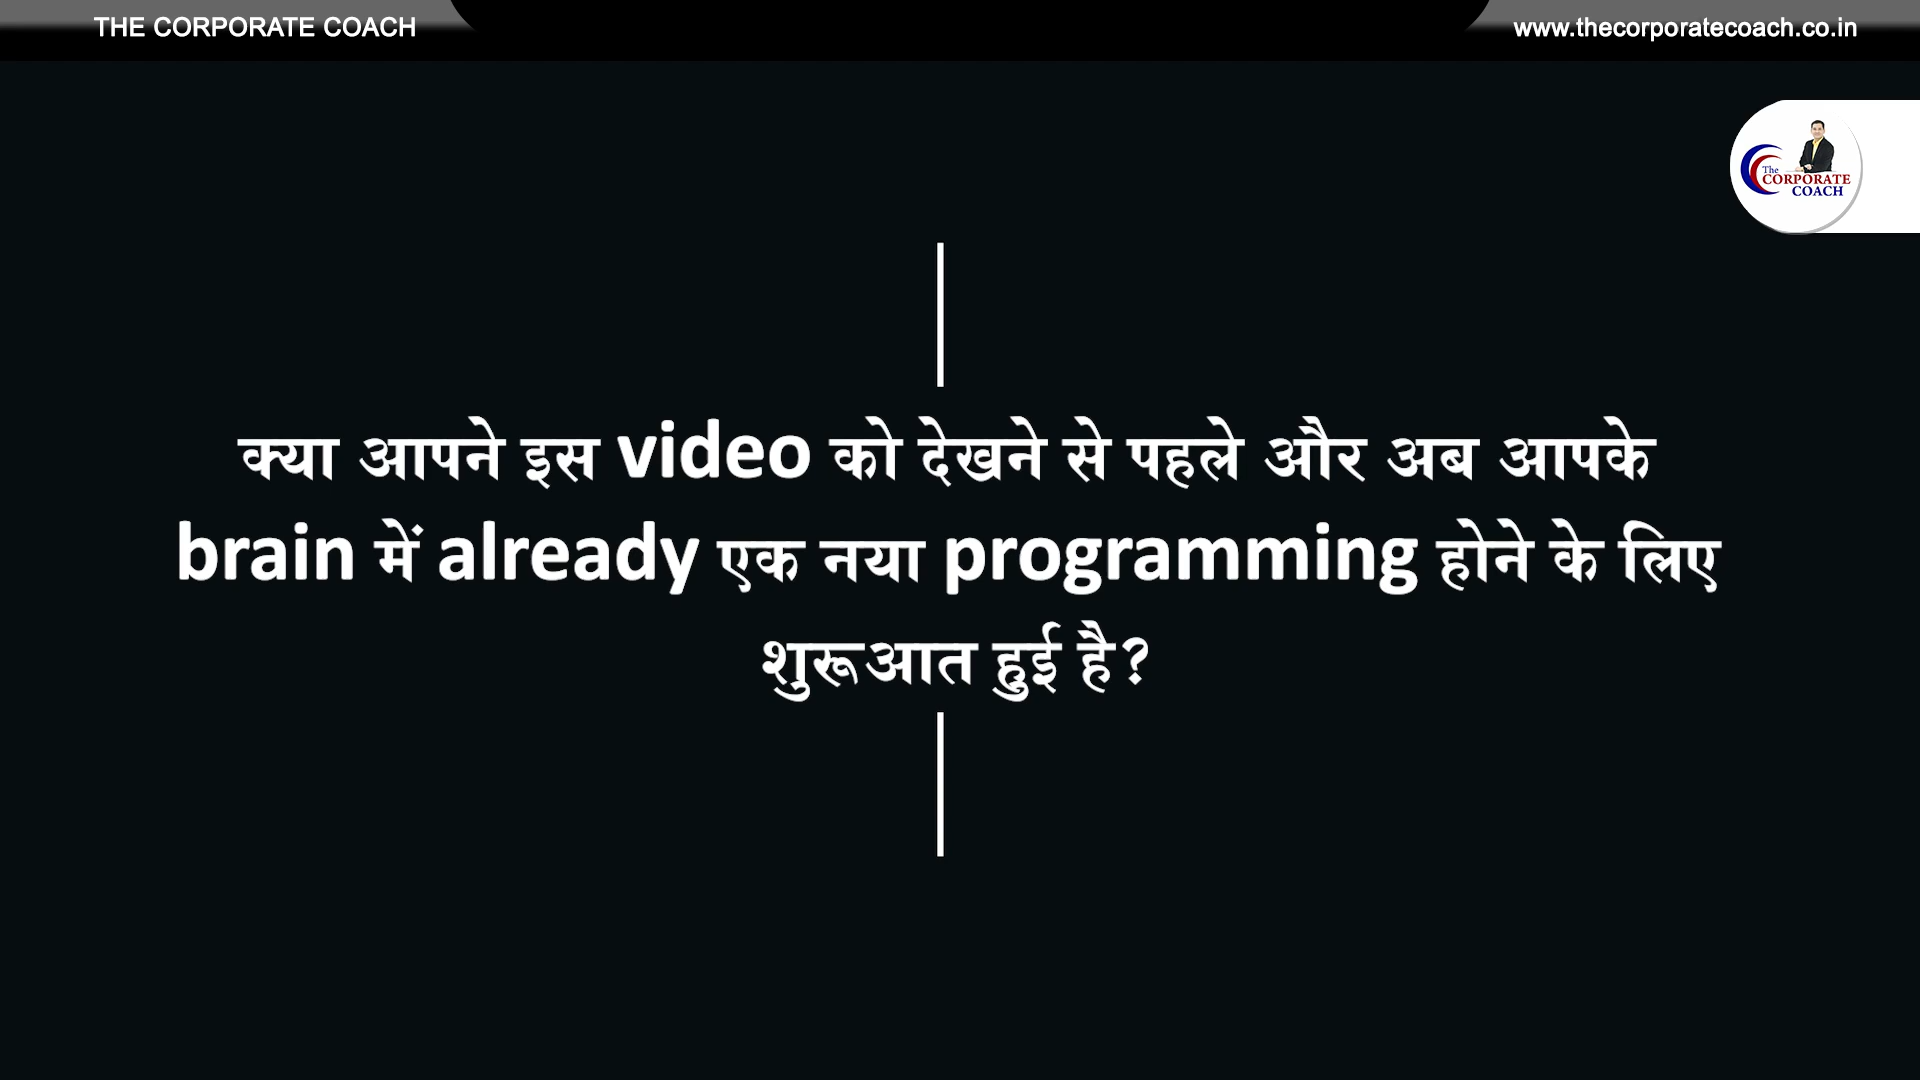 THE CORPORATE COACH
www.thecorporatecoach.co.in
The
CORPORATE
COACH
क्या आपने इस video को देखने से पहले और अब आपके
brain में already एक नया programming होने के लिए
शुरूआत हुई है?